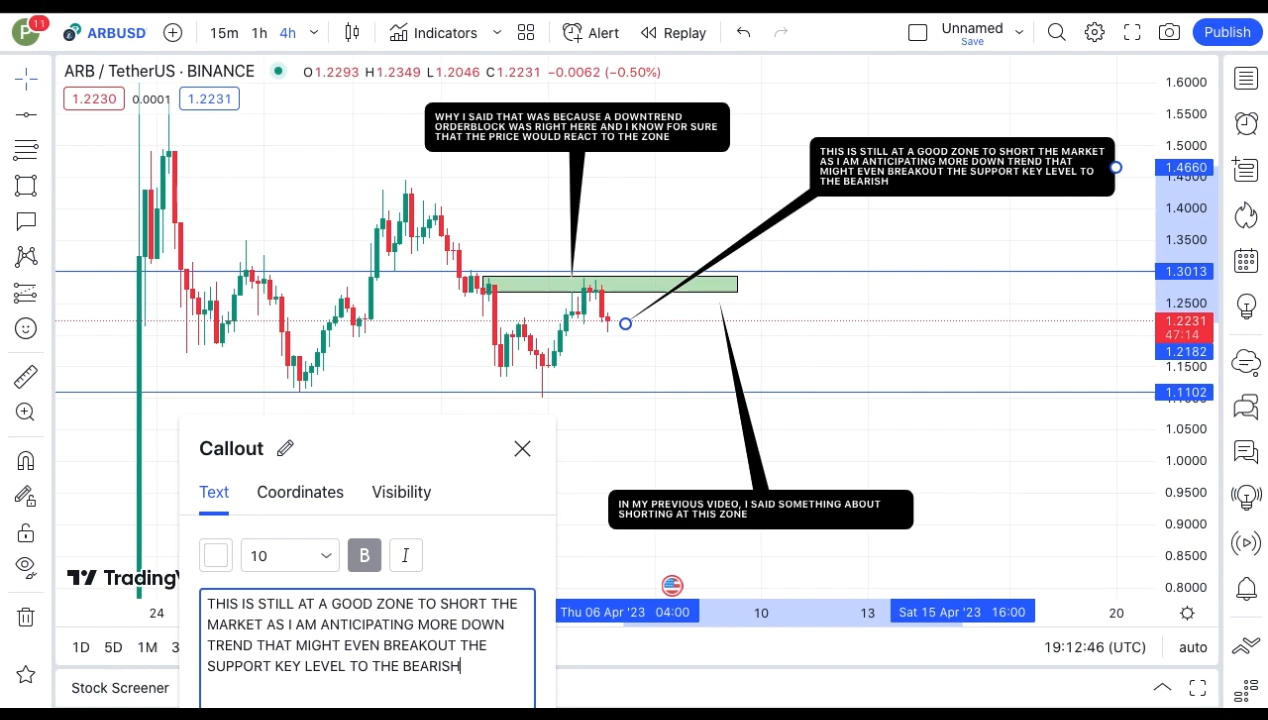 P 11 ARBUSD 15m 1h 4h Indicators Alert Replay Unnamed Save Publish
ARB / TetherUS · BINANCE O1.2293 H1.2349 L1.2046 C1.2231 −0.0062 (−0.50%)
1.2230 0.0001 1.2231
WHY I SAID THAT WAS BECAUSE A DOWNTREND
ORDERBLOCK WAS RIGHT HERE AND I KNOW FOR SURE
THAT THE PRICE WOULD REACT TO THE ZONE
THIS IS STILL AT A GOOD ZONE TO SHORT THE MARKET
AS I AM ANTICIPATING MORE DOWN TREND THAT
MIGHT EVEN BREAKOUT THE SUPPORT KEY LEVEL TO
THE BEARISH
1.6000
1.5500
1.5000
1.4660
1.4500
1.4000
1.3500
1.3013
1.2500
1.2231
47:14
1.2182
1.1500
1.1102
1.0500
1.0000
0.9500
0.9000
0.8500
0.8000
IN MY PREVIOUS VIDEO, I SAID SOMETHING ABOUT
SHORTING AT THIS ZONE
Callout
Text Coordinates Visibility
10 B I
THIS IS STILL AT A GOOD ZONE TO SHORT THE
MARKET AS I AM ANTICIPATING MORE DOWN
TREND THAT MIGHT EVEN BREAKOUT THE
SUPPORT KEY LEVEL TO THE BEARISH
TradingV
24 Thu 06 Apr '23 04:00 10 13 Sat 15 Apr '23 16:00 20
1D 5D 1M 3 19:12:46 (UTC) auto
Stock Screener